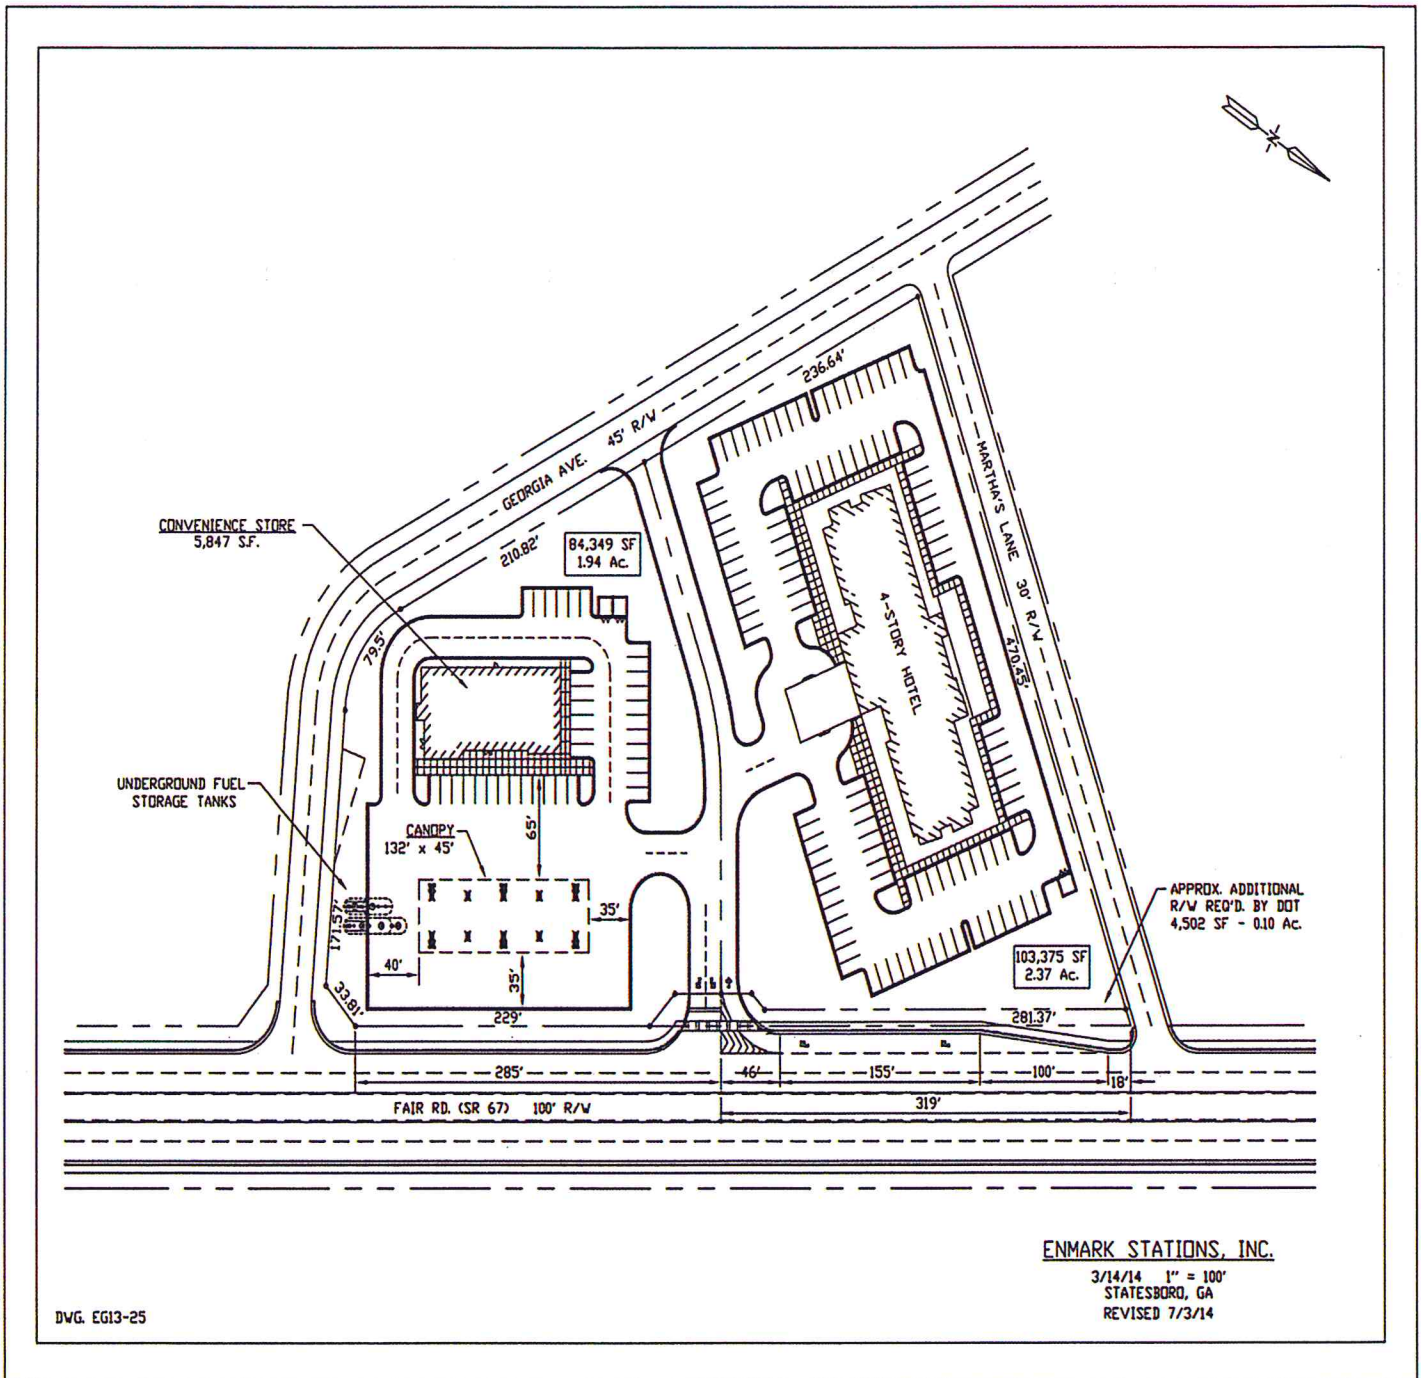 N
236.64'
45' R/W
GEORGIA AVE.
210.82'
CONVENIENCE STORE
5,847 S.F.
84,349 SF
1.94 Ac.
MARTHA'S LANE 30' R/W
470.45'
4-STORY HOTEL
79.5'
UNDERGROUND FUEL
STORAGE TANKS
CANOPY
132' x 45'
65'
35'
171.57'
40'
35'
33.81'
229'
APPROX. ADDITIONAL
R/W REQ'D. BY DOT
4,502 SF - 0.10 Ac.
103,375 SF
2.37 Ac.
281.37'
285'
46'
155'
100'
18'
319'
FAIR RD. (SR 67) 100' R/W
ENMARK STATIONS, INC.
3/14/14 1" = 100'
STATESBORO, GA
REVISED 7/3/14
DWG. EG13-25